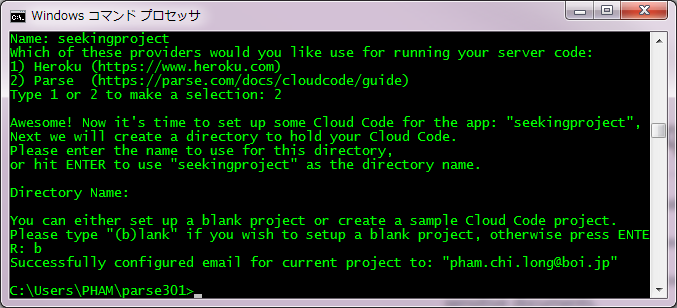 Windows コマンド プロセッサ
Name: seekingproject
Which of these providers would you like use for running your server code:
1) Heroku (https://www.heroku.com)
2) Parse  (https://parse.com/docs/cloudcode/guide)
Type 1 or 2 to make a selection: 2
Awesome! Now it's time to set up some Cloud Code for the app: "seekingproject",
Next we will create a directory to hold your Cloud Code.
Please enter the name to use for this directory,
or hit ENTER to use "seekingproject" as the directory name.
Directory Name:
You can either set up a blank project or create a sample Cloud Code project.
Please type "(b)lank" if you wish to setup a blank project, otherwise press ENTE
R: b
Successfully configured email for current project to: "pham.chi.long@boi.jp"
C:\Users\PHAM\parse301>_